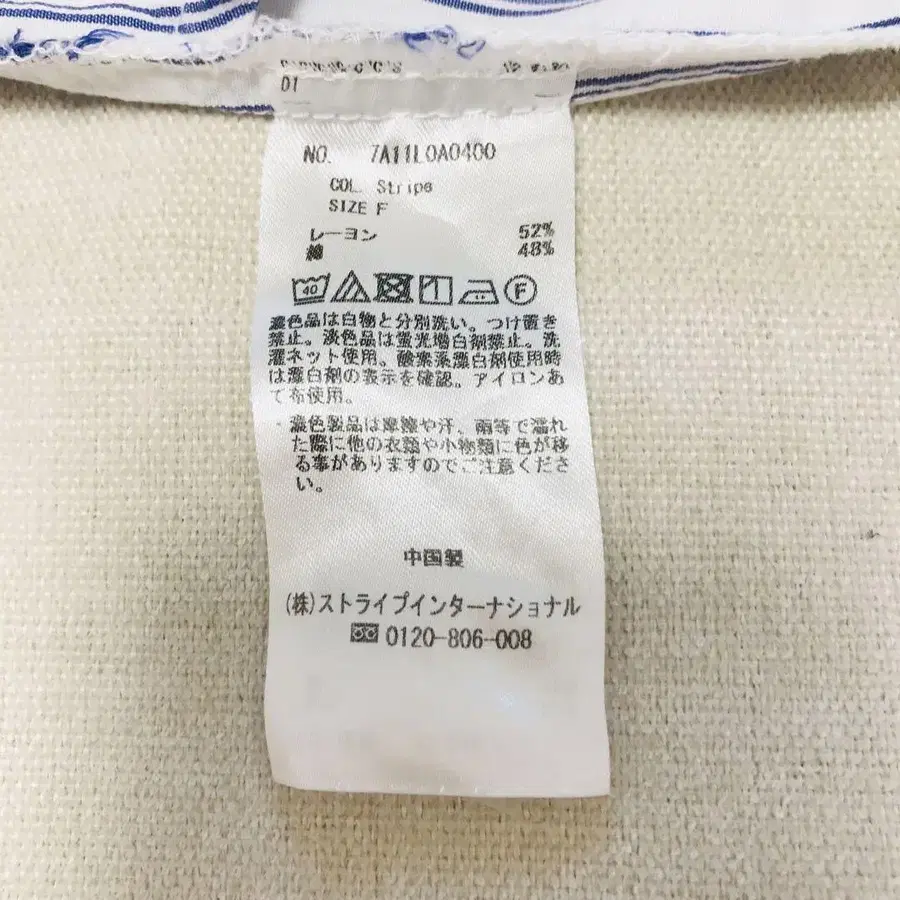 01
NO. 7A11L0A0400
COL. Stripe
SIZE F
レーヨン 52%
綿 48%
40 F
濃色品は白物と分別洗い。つけ置き
禁止。淡色品は蛍光増白剤禁止。洗
濯ネット使用。酸素系漂白剤使用時
は漂白剤の表示を確認。アイロンあ
て布使用。
・濃色製品は摩擦や汗、雨等で濡れ
た際に他の衣類や小物類に色が移
る事がありますのでご注意くださ
い。
中国製
(株)ストライプインターナショナル
0120-806-008